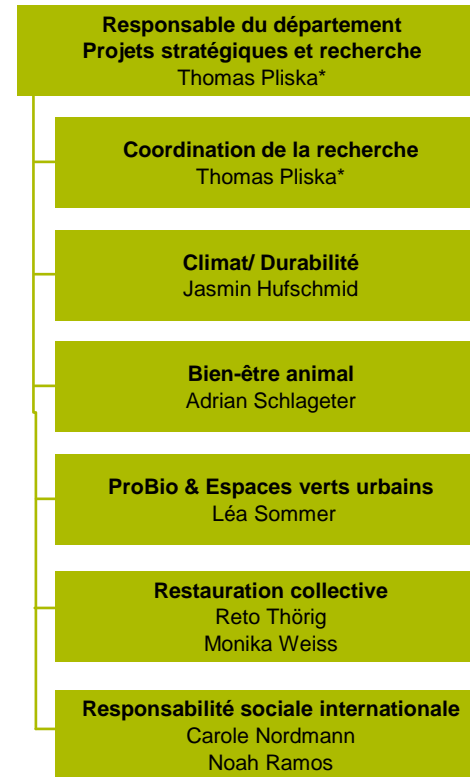 Responsable du département
Projets stratégiques et recherche
Thomas Pliska*
Coordination de la recherche
Thomas Pliska*
Climat/ Durabilité
Jasmin Hufschmid
Bien-être animal
Adrian Schlageter
ProBio & Espaces verts urbains
Léa Sommer
Restauration collective
Reto Thörig
Monika Weiss
Responsabilité sociale internationale
Carole Nordmann
Noah Ramos